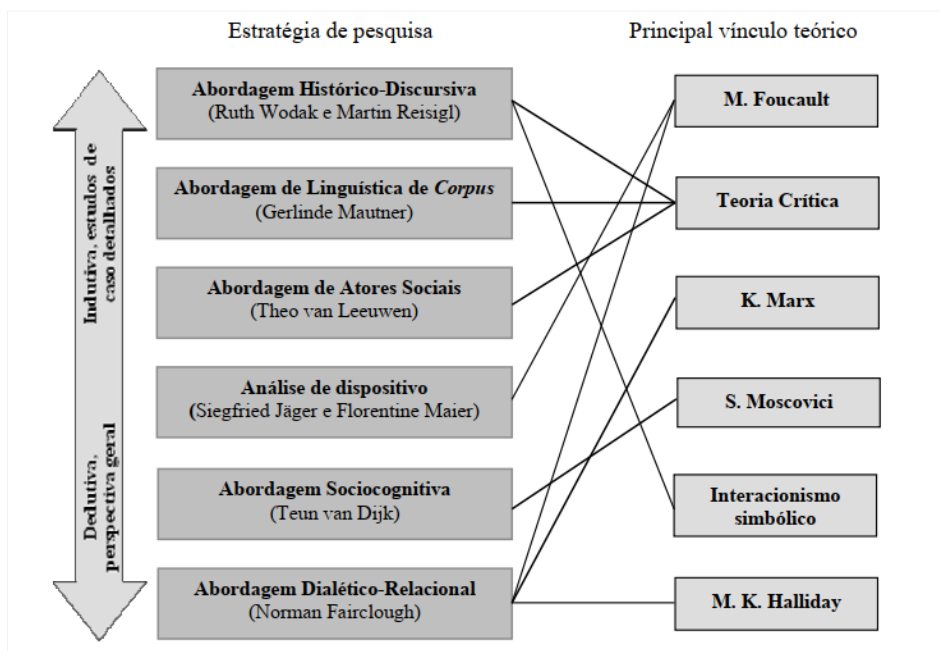 Estratégia de pesquisa
Principal vínculo teórico
Indutiva, estudos de
caso detalhados
Dedutiva,
perspectiva geral
Abordagem Histórico-Discursiva
(Ruth Wodak e Martin Reisigl)
Abordagem de Linguística de Corpus
(Gerlinde Mautner)
Abordagem de Atores Sociais
(Theo van Leeuwen)
Análise de dispositivo
(Siegfried Jäger e Florentine Maier)
Abordagem Sociocognitiva
(Teun van Dijk)
Abordagem Dialético-Relacional
(Norman Fairclough)
M. Foucault
Teoria Crítica
K. Marx
S. Moscovici
Interacionismo
simbólico
M. K. Halliday